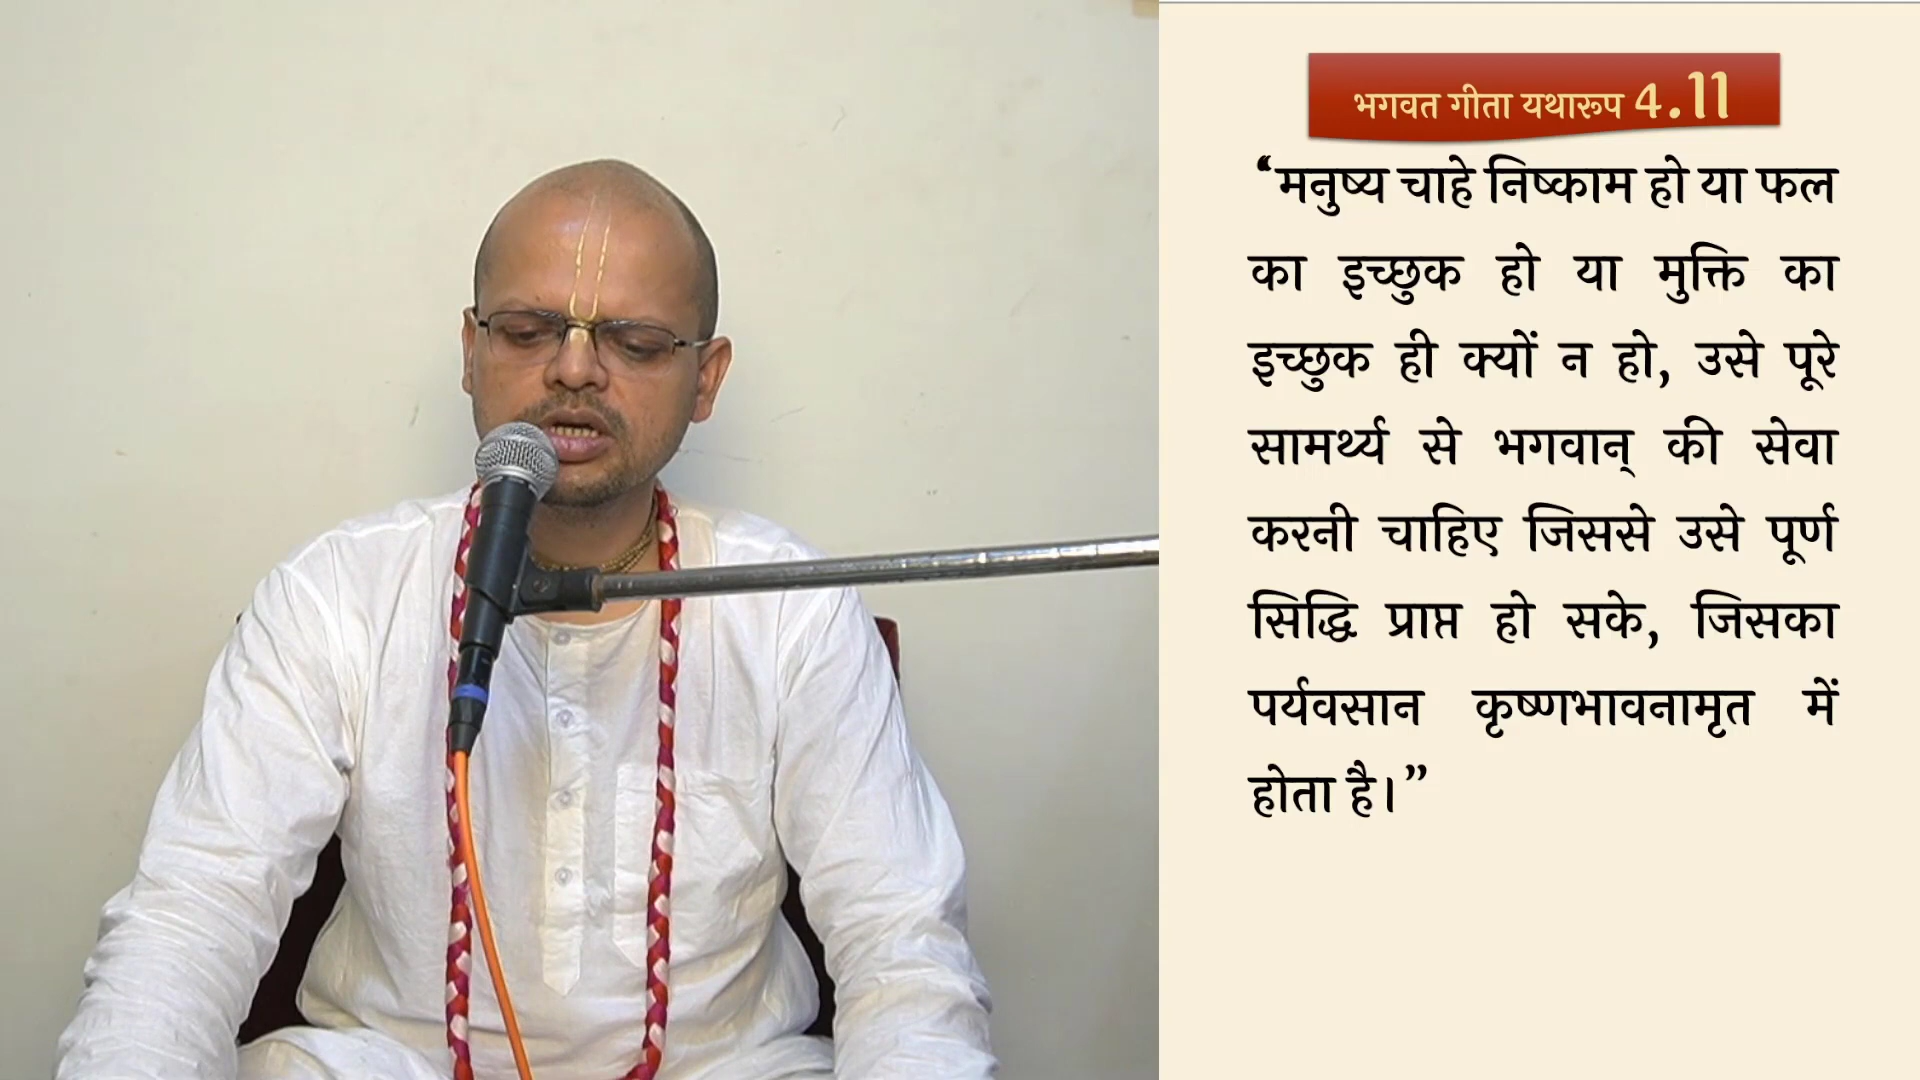 भगवत गीता यथारूप 4.11
“मनुष्य चाहे निष्काम हो या फल
का इच्छुक हो या मुक्ति का
इच्छुक ही क्यों न हो, उसे पूरे
सामर्थ्य से भगवान् की सेवा
करनी चाहिए जिससे उसे पूर्ण
सिद्धि प्राप्त हो सके, जिसका
पर्यवसान कृष्णभावनामृत में
होता है।”